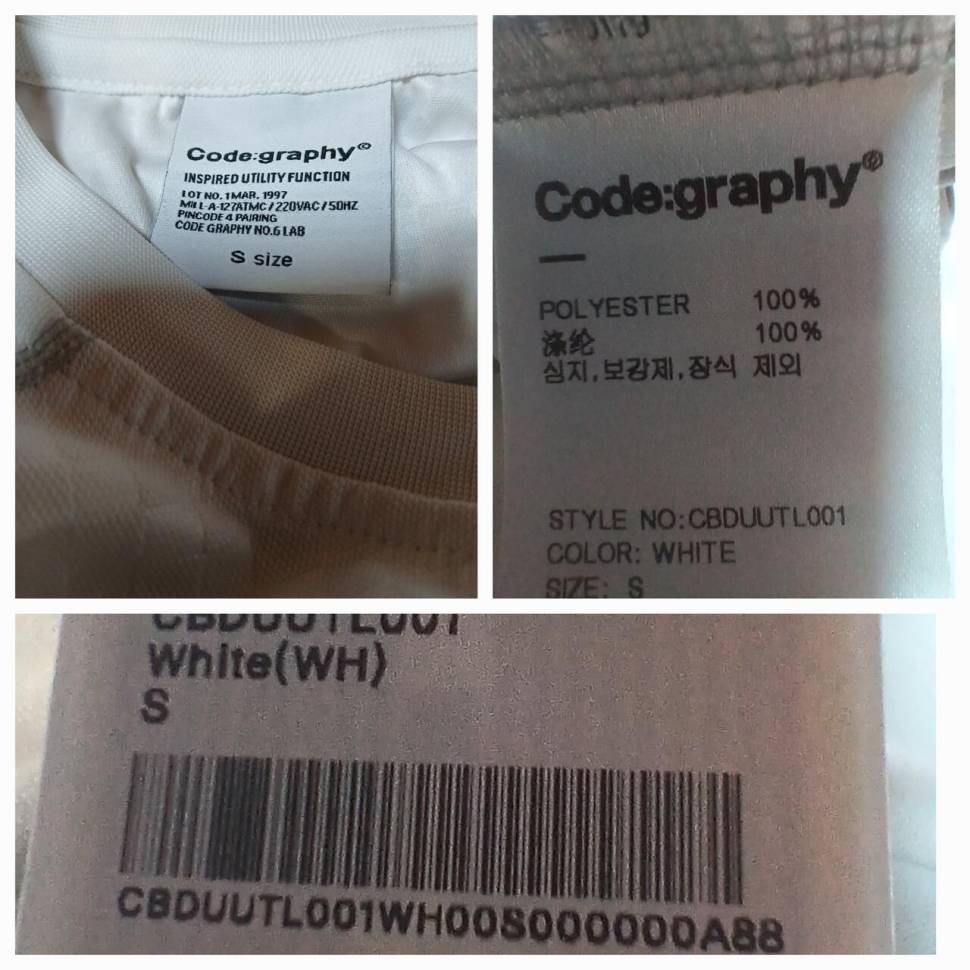 Code:graphy®
INSPIRED UTILITY FUNCTION
LOT NO. 1 MAR. 1997
MIL L-A-127ATMC / 220VAC / 50HZ
PINCODE 4 PAIRING
CODE GRAPHY NO.6 LAB
S size
Code:graphy®
POLYESTER 100%
涤纶 100%
심지,보강제,장식 제외
STYLE NO:CBDUUTL001
COLOR: WHITE
SIZE: S
CBDUUTL001
White(WH)
S
CBDUUTL001WH00S000000A88